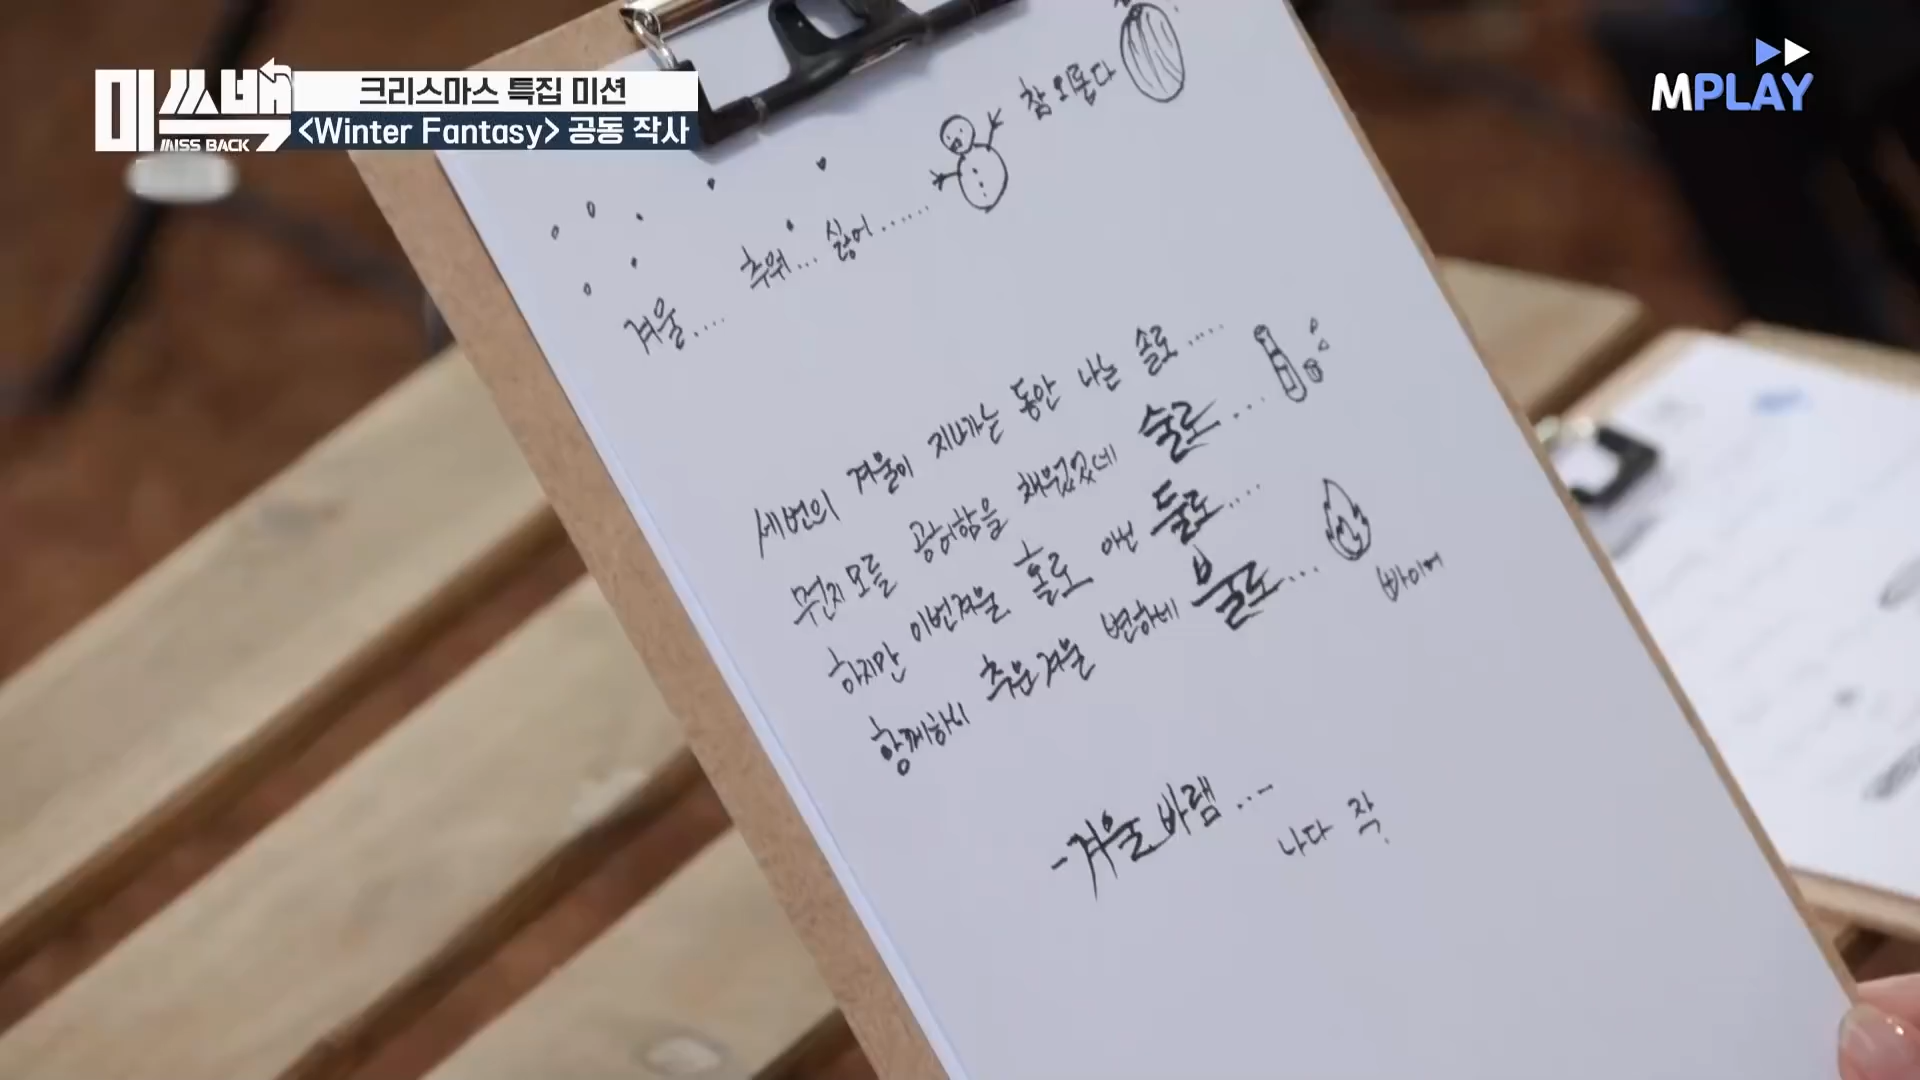 미쓰백
MISS BACK
크리스마스 특집 미션
<Winter Fantasy> 공동 작사
MPLAY
참 외롭다
겨울.... 추워... 싫어......
세번의 겨울이 지나가는 동안 나는 솔로.....
뭔지모를 공허함을 채웠었는데 술로...
하지만 이번겨울 홀로 아닌 둘로....
함께하니 추운겨울 변하네 불로...
파이어
-겨울바램...-
나다 작.